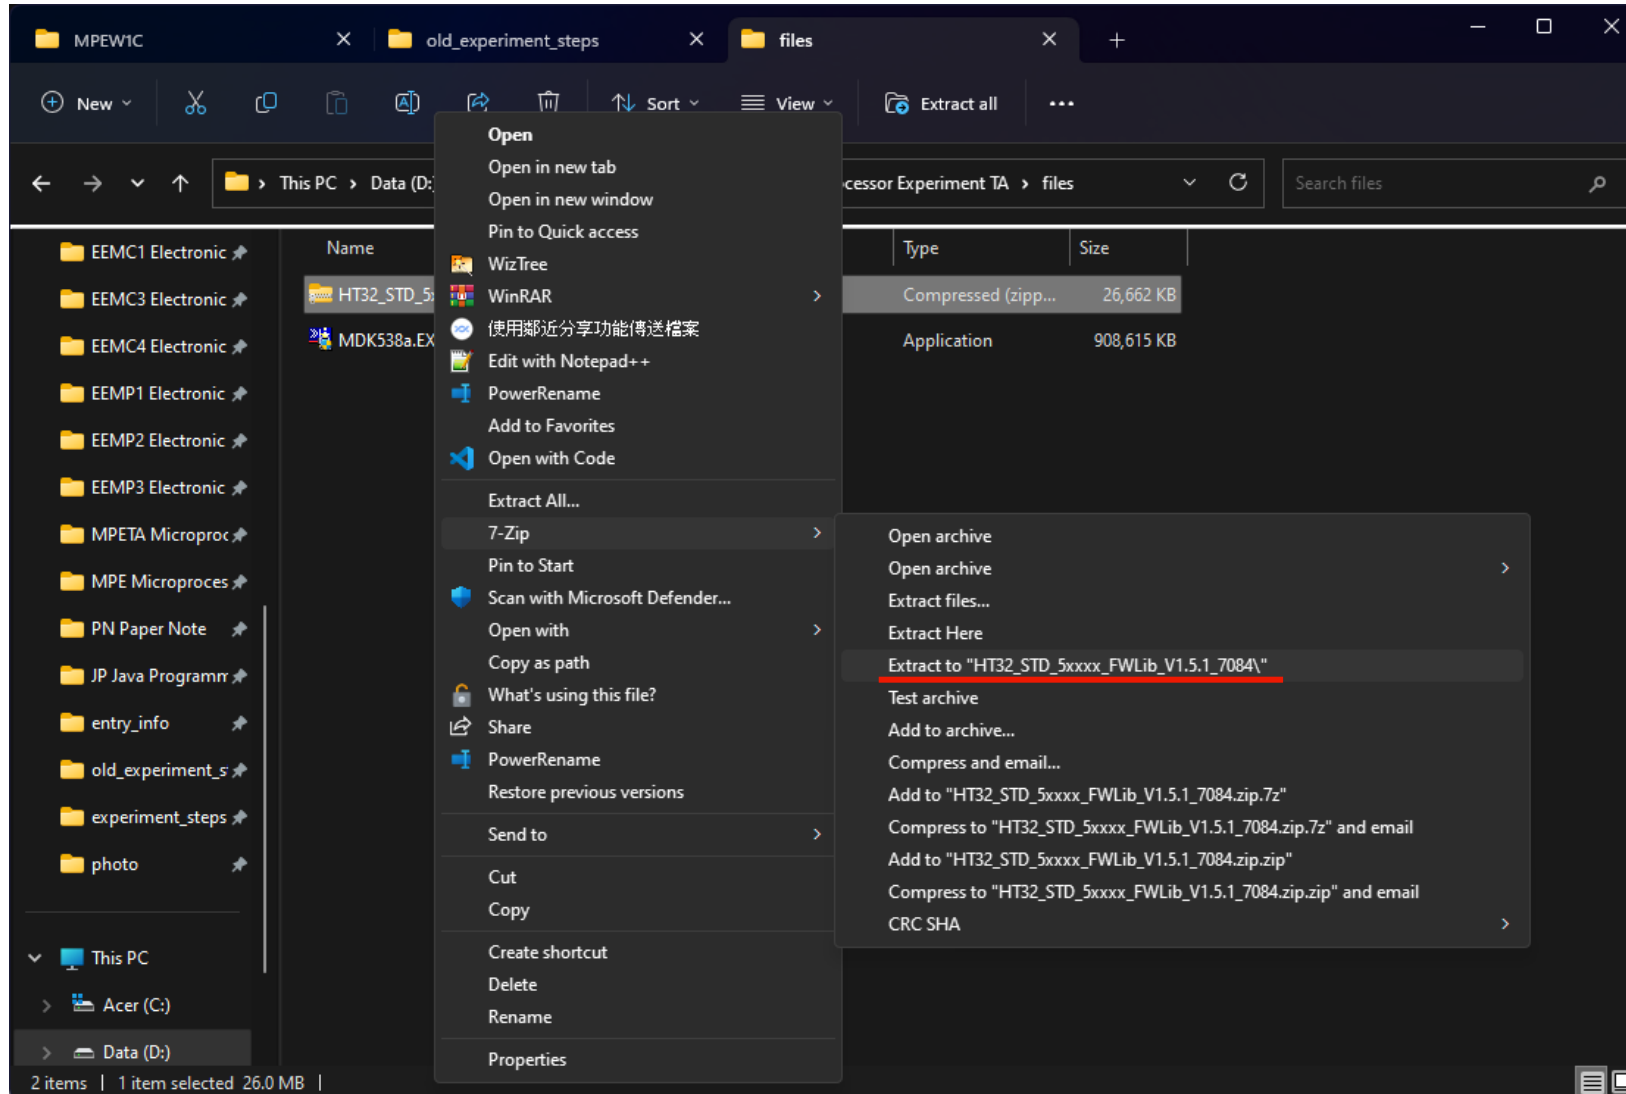 MPEW1C
old_experiment_steps
files
New
Sort
View
Extract all
This PC
Data (D:
cessor Experiment TA
files
Search files
EEMC1 Electronic
EEMC3 Electronic
EEMC4 Electronic
EEMP1 Electronic
EEMP2 Electronic
EEMP3 Electronic
MPETA Microproc
MPE Microproces
PN Paper Note
JP Java Programm
entry_info
old_experiment_s
experiment_steps
photo
This PC
Acer (C:)
Data (D:)
Name
Type
Size
HT32_STD_5
Compressed (zipp...
26,662 KB
MDK538a.EX
Application
908,615 KB
Open
Open in new tab
Open in new window
Pin to Quick access
WizTree
WinRAR
使用鄰近分享功能傳送檔案
Edit with Notepad++
PowerRename
Add to Favorites
Open with Code
Extract All...
7-Zip
Pin to Start
Scan with Microsoft Defender...
Open with
Copy as path
What's using this file?
Share
PowerRename
Restore previous versions
Send to
Cut
Copy
Create shortcut
Delete
Rename
Properties
Open archive
Open archive
Extract files...
Extract Here
Extract to "HT32_STD_5xxxx_FWLib_V1.5.1_7084\"
Test archive
Add to archive...
Compress and email...
Add to "HT32_STD_5xxxx_FWLib_V1.5.1_7084.zip.7z"
Compress to "HT32_STD_5xxxx_FWLib_V1.5.1_7084.zip.7z" and email
Add to "HT32_STD_5xxxx_FWLib_V1.5.1_7084.zip.zip"
Compress to "HT32_STD_5xxxx_FWLib_V1.5.1_7084.zip.zip" and email
CRC SHA
2 items
1 item selected 26.0 MB